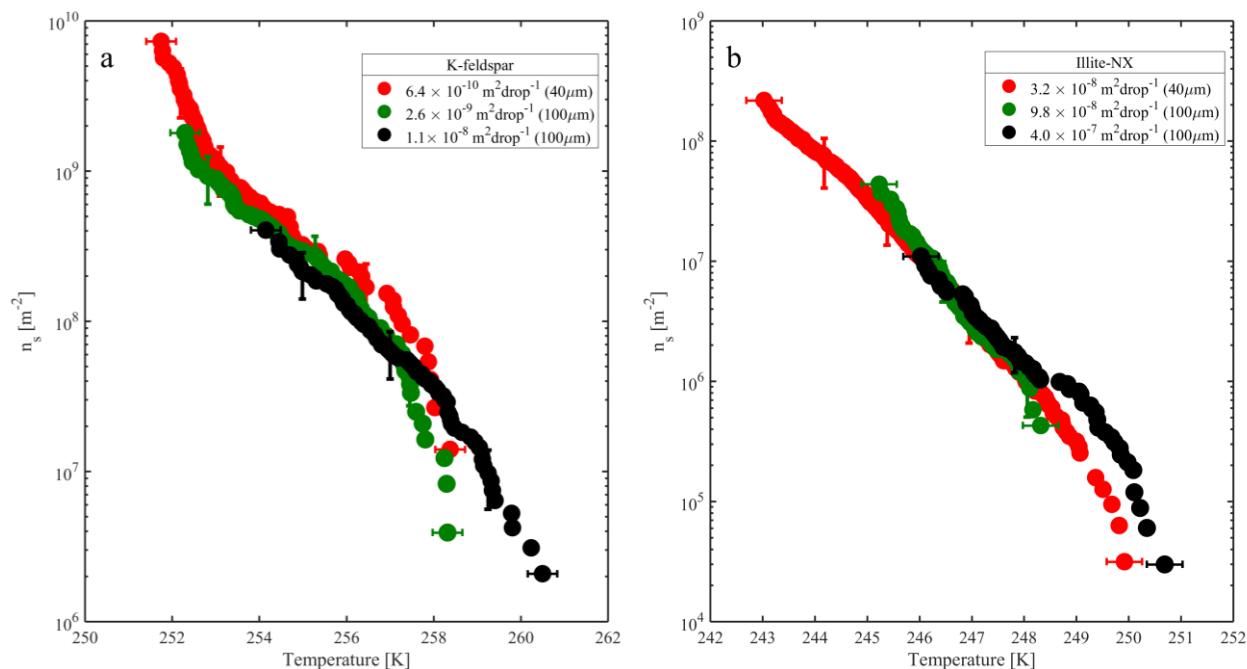 a
K-feldspar
6.4 × 10⁻¹⁰ m²drop⁻¹ (40μm)
2.6 × 10⁻⁹ m²drop⁻¹ (100μm)
1.1 × 10⁻⁸ m²drop⁻¹ (100μm)
10¹⁰
10⁹
10⁸
10⁷
10⁶
nₛ [m⁻²]
250 252 254 256 258 260 262
Temperature [K]
b
Illite-NX
3.2 × 10⁻⁸ m²drop⁻¹ (40μm)
9.8 × 10⁻⁸ m²drop⁻¹ (100μm)
4.0 × 10⁻⁷ m²drop⁻¹ (100μm)
10⁹
10⁸
10⁷
10⁶
10⁵
10⁴
nₛ [m⁻²]
242 243 244 245 246 247 248 249 250 251 252
Temperature [K]